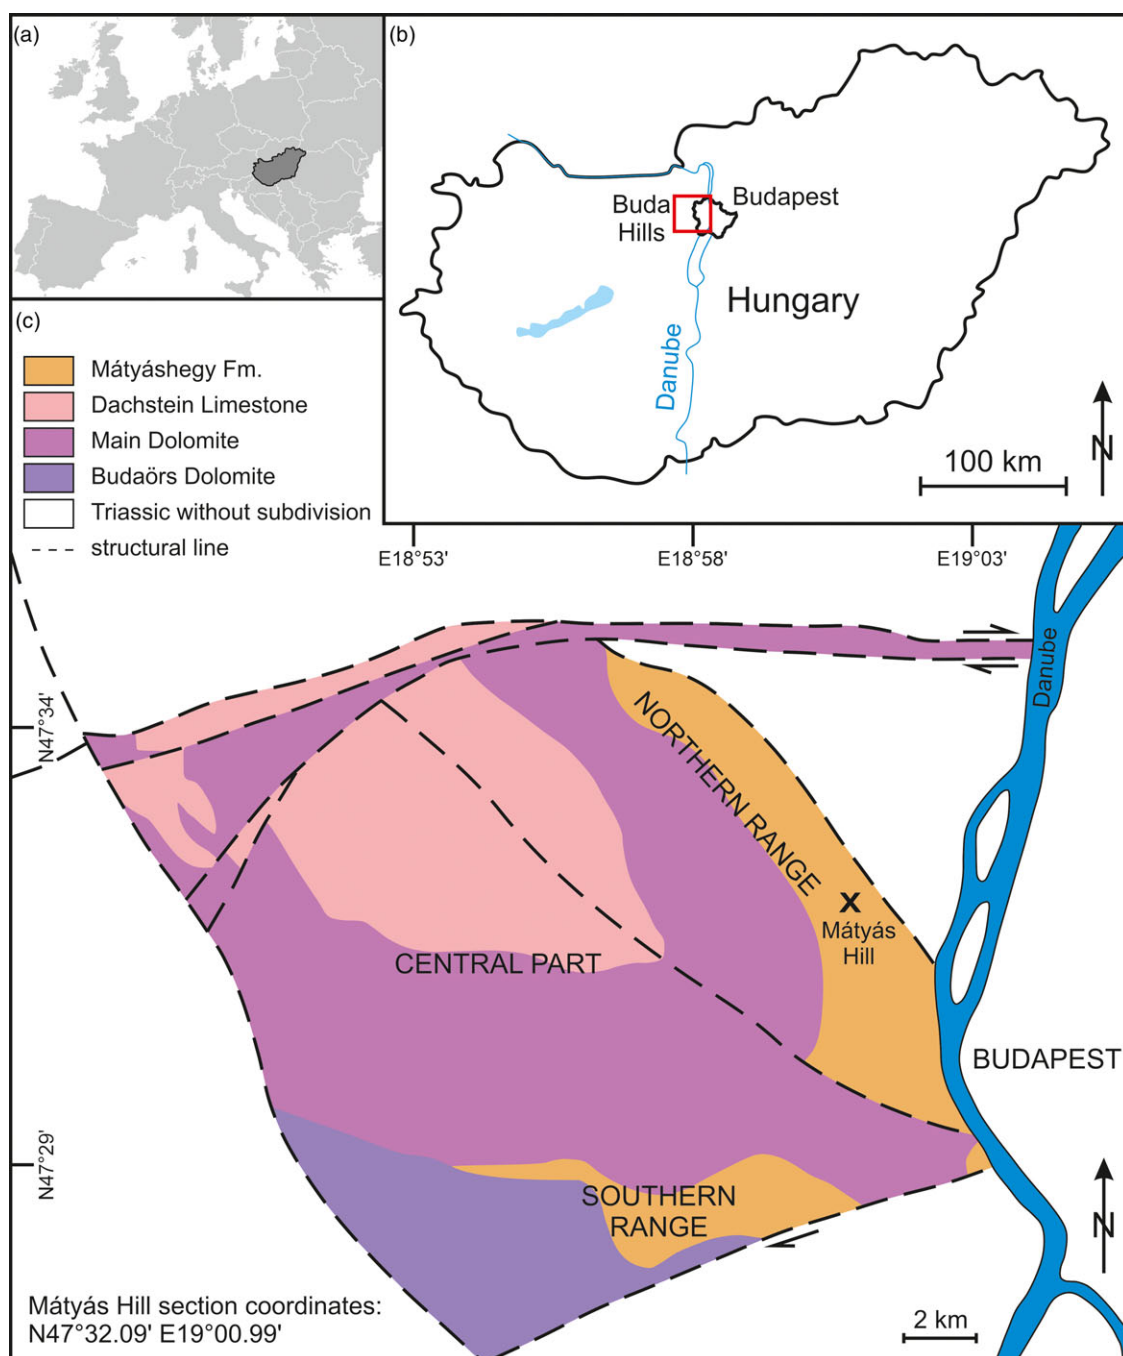 (a)
(b)
Buda
Hills
Budapest
Hungary
Danube
100 km
N
(c)
Mátyáshegy Fm.
Dachstein Limestone
Main Dolomite
Budaörs Dolomite
Triassic without subdivision
structural line
E18°53'
E18°58'
E19°03'
N47°34'
N47°29'
Danube
NORTHERN RANGE
X
Mátyás
Hill
CENTRAL PART
BUDAPEST
SOUTHERN
RANGE
N
2 km
Mátyás Hill section coordinates:
N47°32.09' E19°00.99'